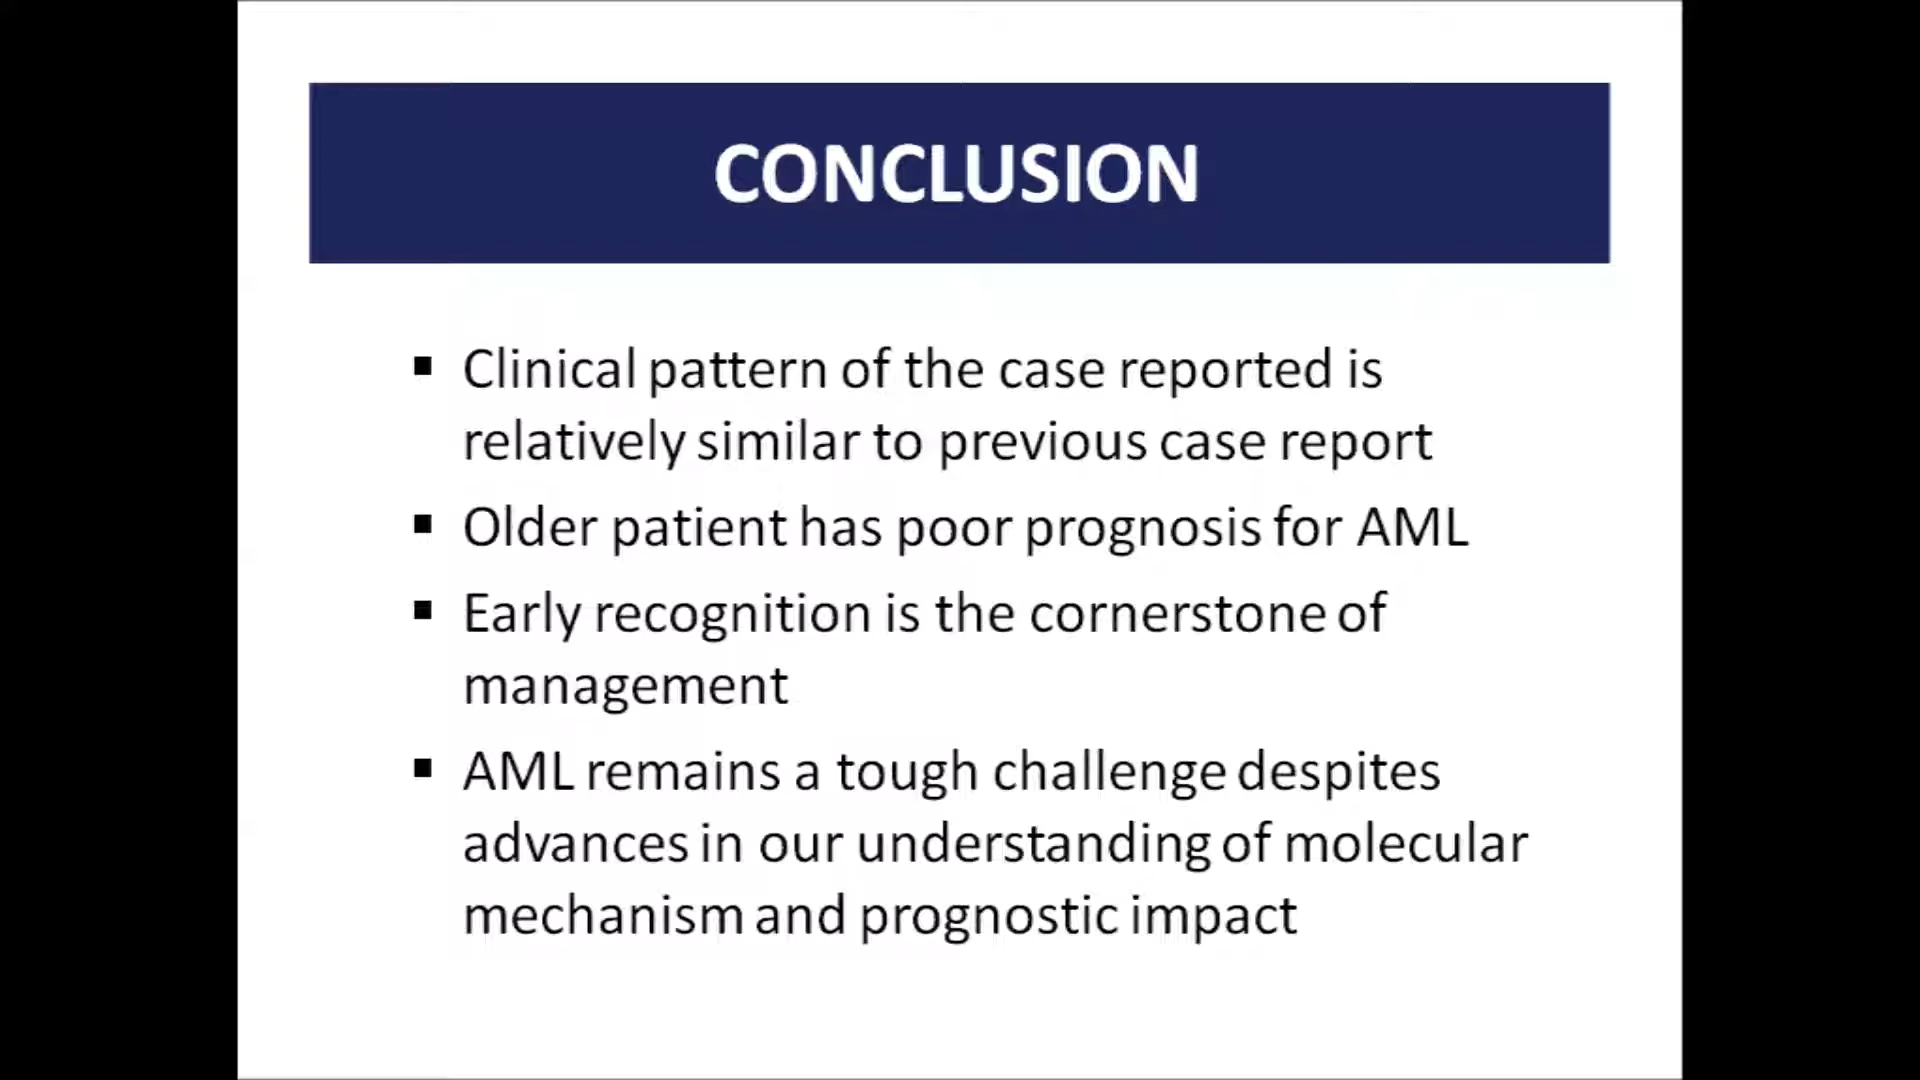 CONCLUSION
▪ Clinical pattern of the case reported is
relatively similar to previous case report
▪ Older patient has poor prognosis for AML
▪ Early recognition is the cornerstone of
management
▪ AML remains a tough challenge despites
advances in our understanding of molecular
mechanism and prognostic impact